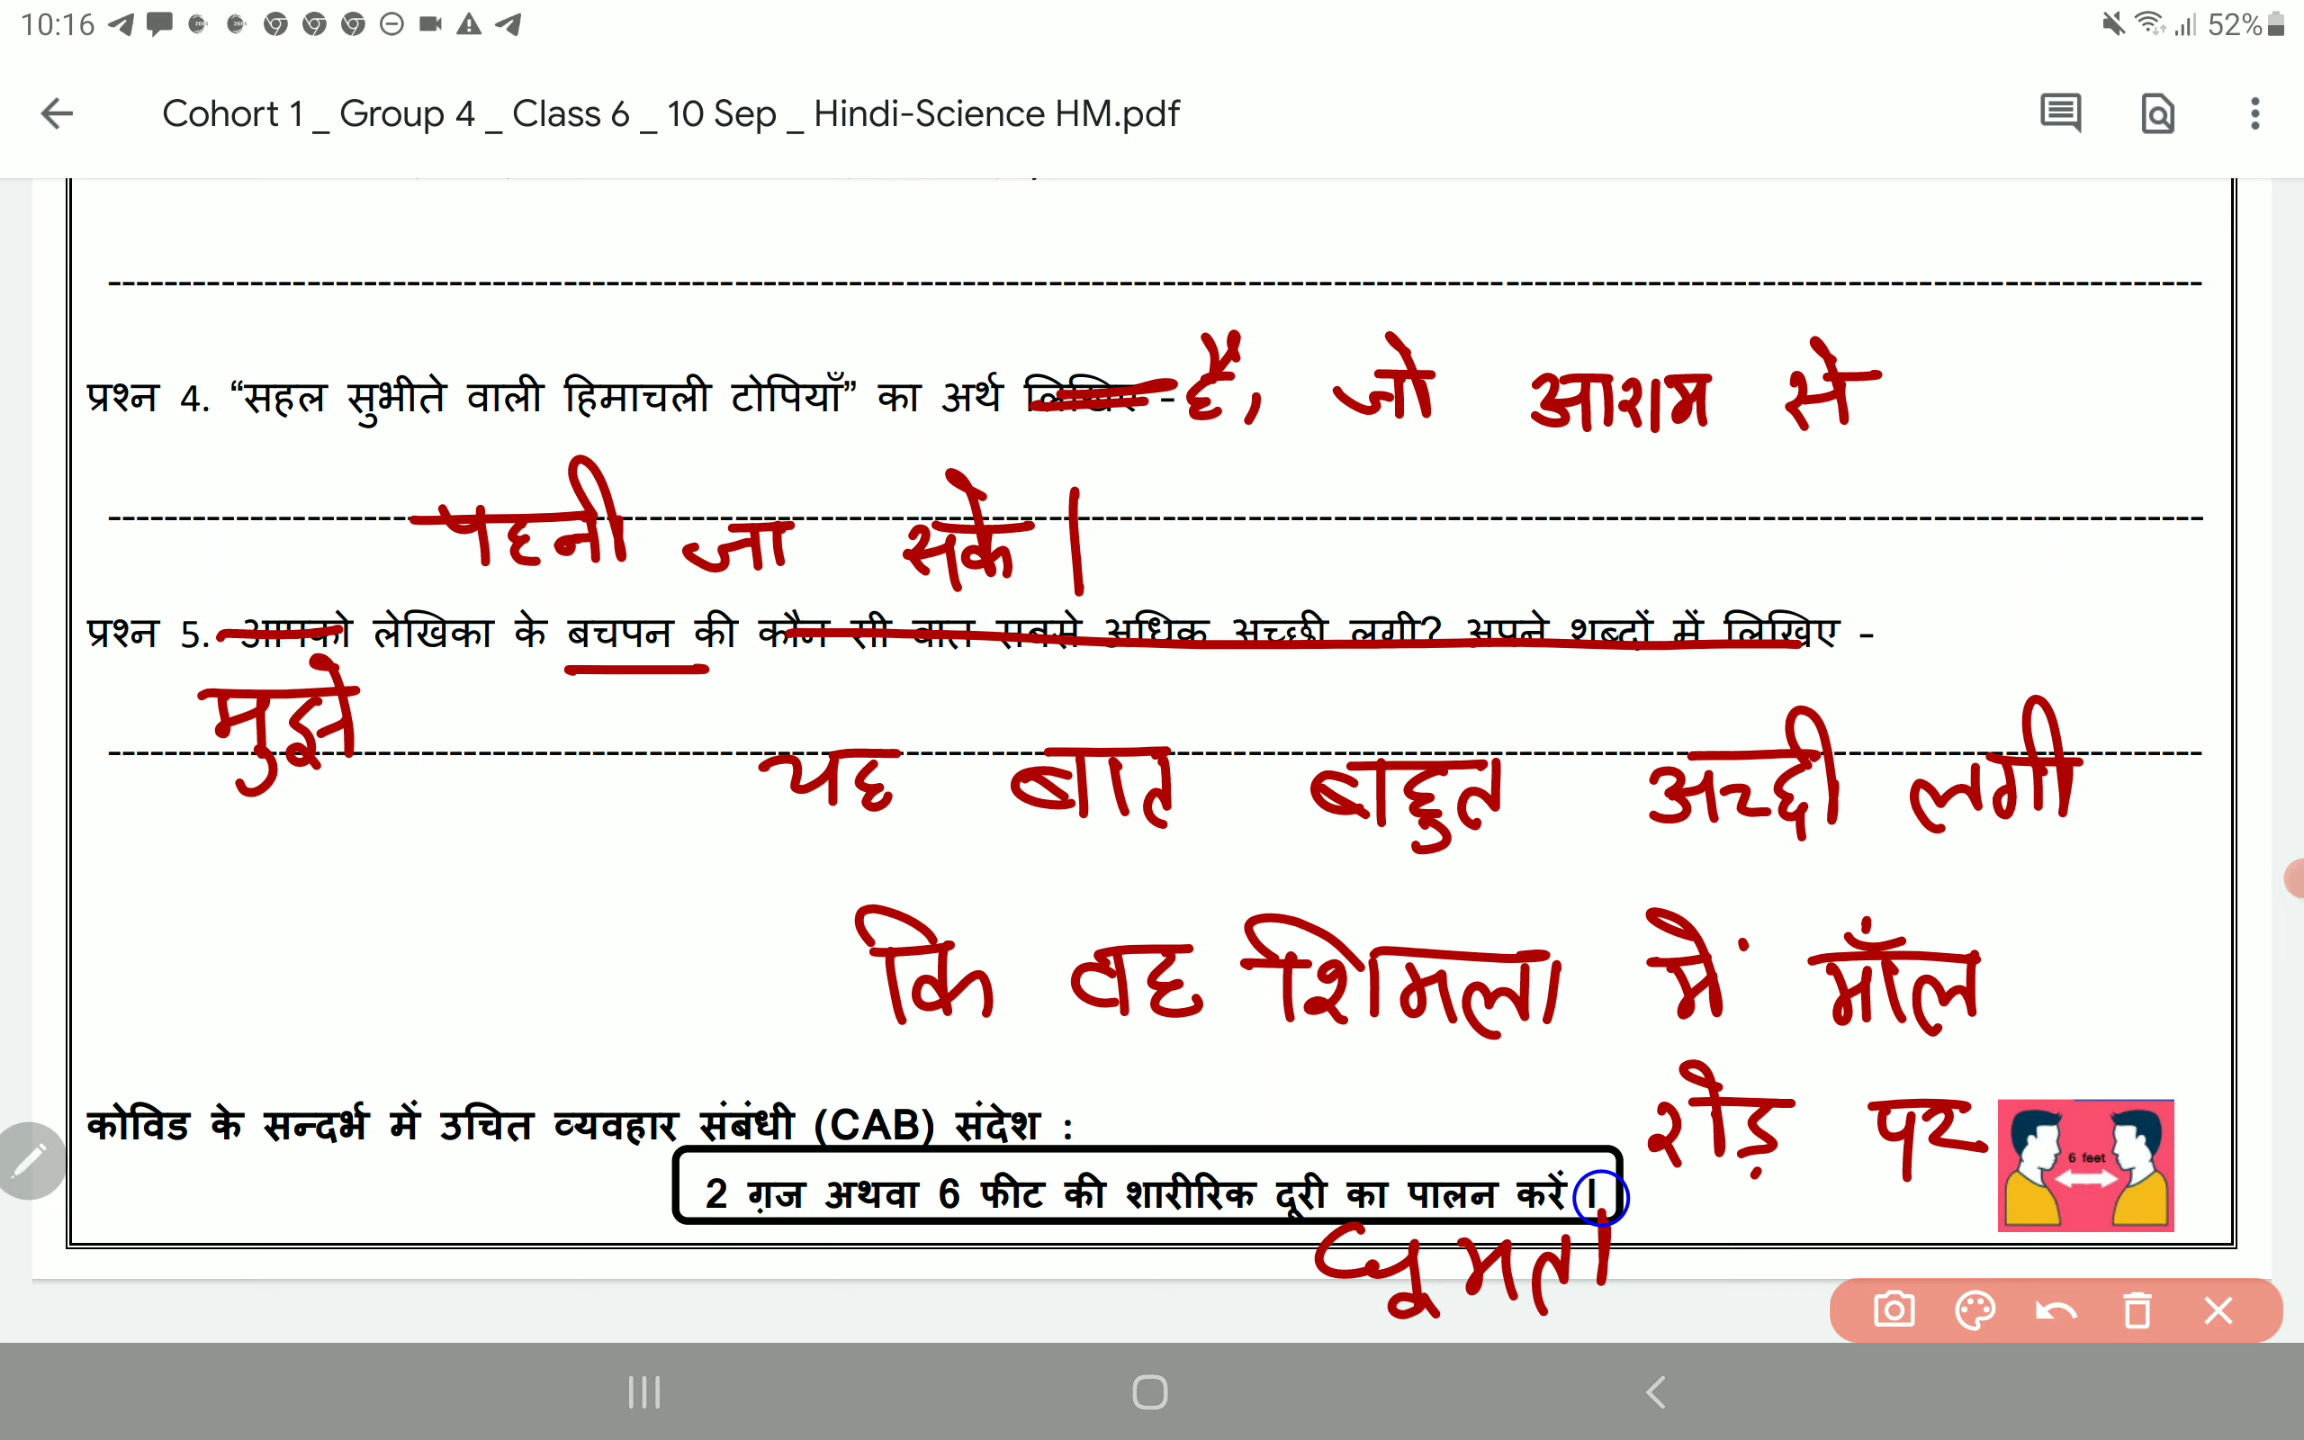 10:16 52%
Cohort 1 _ Group 4 _ Class 6 _ 10 Sep _ Hindi-Science HM.pdf
प्रश्न 4. “सहल सुभीते वाली हिमाचली टोपियाँ” का अर्थ लिखिए - है, जो आराम से
पहनी जा सके।
प्रश्न 5. आपको लेखिका के बचपन की कौन सी बात सबसे अधिक अच्छी लगी? अपने शब्दों में लिखिए -
मुझे यह बात बहुत अच्छी लगी
कि वह शिमला में मॉल
रोड़ पर
कोविड के सन्दर्भ में उचित व्यवहार संबंधी (CAB) संदेश :
2 ग़ज अथवा 6 फीट की शारीरिक दूरी का पालन करें।
6 feet
घूमता